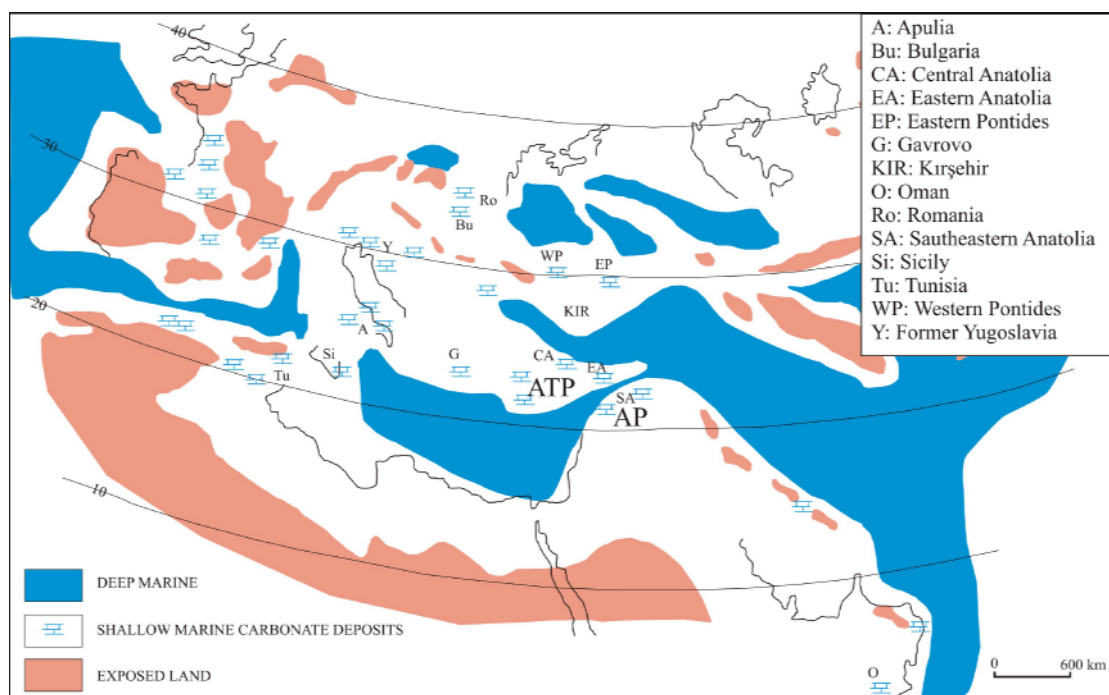 A: Apulia
Bu: Bulgaria
CA: Central Anatolia
EA: Eastern Anatolia
EP: Eastern Pontides
G: Gavrovo
KIR: Kırşehir
O: Oman
Ro: Romania
SA: Sautheastern Anatolia
Si: Sicily
Tu: Tunisia
WP: Western Pontides
Y: Former Yugoslavia
40
30
Ro
Bu
Y
WP
EP
20
KIR
A
Si
G
CA
EA
Tu
ATP
SA
AP
10
DEEP MARINE
SHALLOW MARINE CARBONATE DEPOSITS
EXPOSED LAND
O
0 600 km